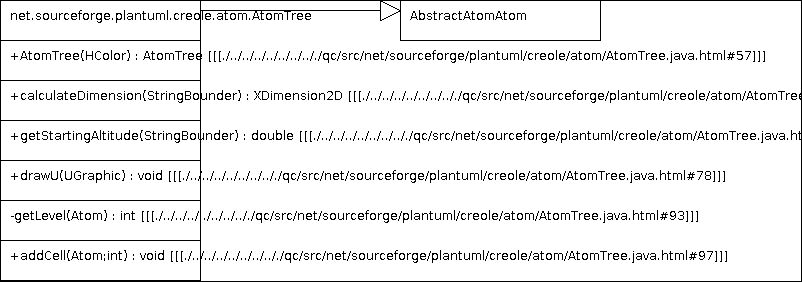 net.sourceforge.plantuml.creole.atom.AtomTree
AbstractAtomAtom
+AtomTree(HColor) : AtomTree [[[./../../../../../../../../qc/src/net/sourceforge/plantuml/creole/atom/AtomTree.java.html#57]]]
+calculateDimension(StringBounder) : XDimension2D [[[./../../../../../../../../qc/src/net/sourceforge/plantuml/creole/atom/AtomTree
+getStartingAltitude(StringBounder) : double [[[./../../../../../../../../qc/src/net/sourceforge/plantuml/creole/atom/AtomTree.java.ht
+drawU(UGraphic) : void [[[./../../../../../../../../qc/src/net/sourceforge/plantuml/creole/atom/AtomTree.java.html#78]]]
-getLevel(Atom) : int [[[./../../../../../../../../qc/src/net/sourceforge/plantuml/creole/atom/AtomTree.java.html#93]]]
+addCell(Atom;int) : void [[[./../../../../../../../../qc/src/net/sourceforge/plantuml/creole/atom/AtomTree.java.html#97]]]